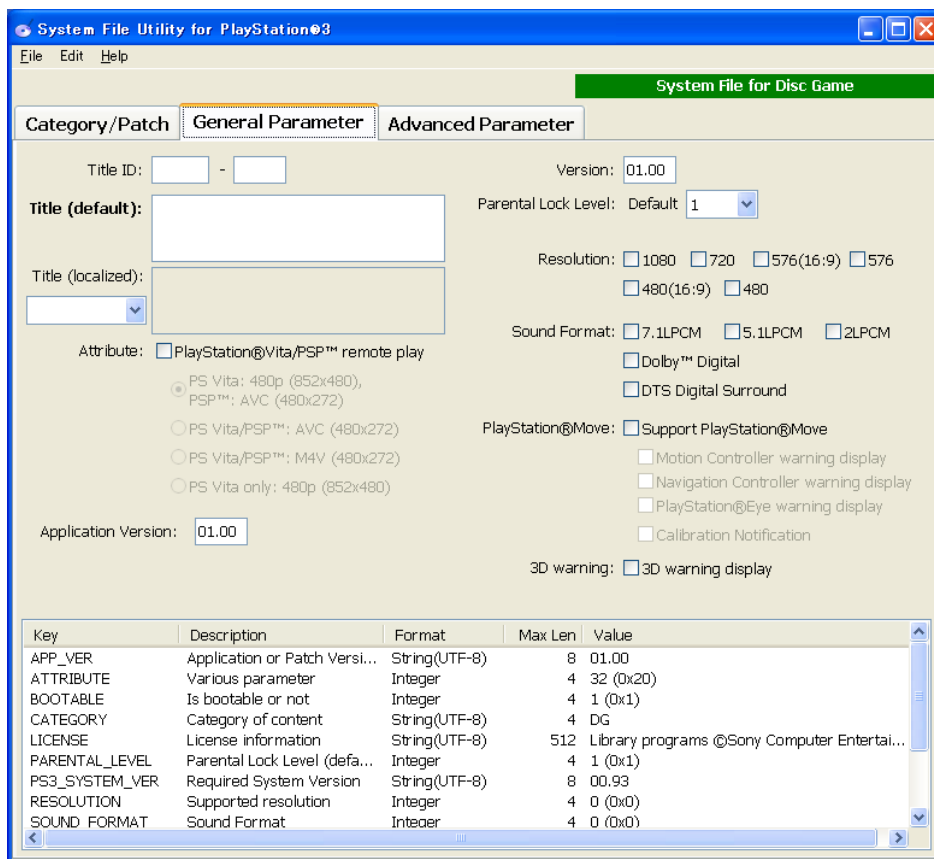 System File Utility for PlayStation®3
File Edit Help
System File for Disc Game
Category/Patch General Parameter Advanced Parameter
Title ID: -
Title (default):
Title (localized):
Attribute: PlayStation®Vita/PSP™ remote play
PS Vita: 480p (852x480),
PSP™: AVC (480x272)
PS Vita/PSP™: AVC (480x272)
PS Vita/PSP™: M4V (480x272)
PS Vita only: 480p (852x480)
Application Version: 01.00
Version: 01.00
Parental Lock Level: Default 1
Resolution: 1080 720 576(16:9) 576
480(16:9) 480
Sound Format: 7.1LPCM 5.1LPCM 2LPCM
Dolby™ Digital
DTS Digital Surround
PlayStation®Move: Support PlayStation®Move
Motion Controller warning display
Navigation Controller warning display
PlayStation®Eye warning display
Calibration Notification
3D warning: 3D warning display
Key Description Format Max Len Value
APP_VER Application or Patch Versi... String(UTF-8) 8 01.00
ATTRIBUTE Various parameter Integer 4 32 (0x20)
BOOTABLE Is bootable or not Integer 4 1 (0x1)
CATEGORY Category of content String(UTF-8) 4 DG
LICENSE License information String(UTF-8) 512 Library programs ©Sony Computer Entertai...
PARENTAL_LEVEL Parental Lock Level (defa... Integer 4 1 (0x1)
PS3_SYSTEM_VER Required System Version String(UTF-8) 8 00.93
RESOLUTION Supported resolution Integer 4 0 (0x0)
SOUND_FORMAT Sound Format Integer 4 0 (0x0)